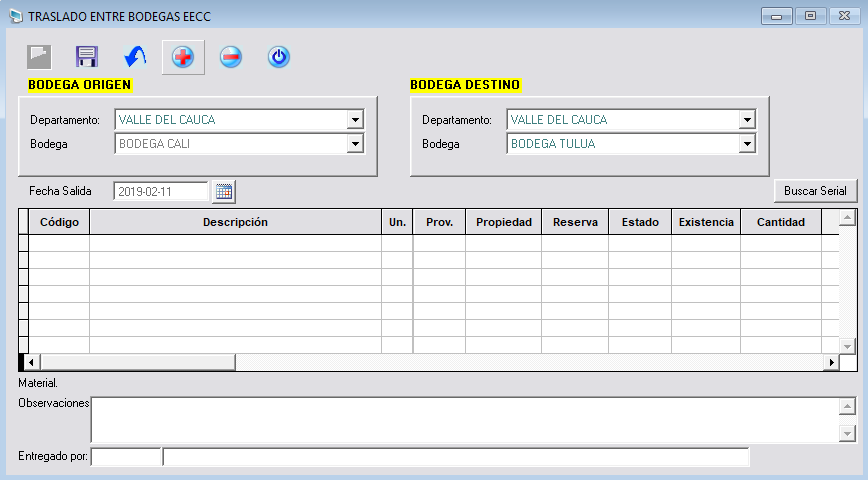 TRASLADO ENTRE BODEGAS EECC
BODEGA ORIGEN
Departamento: VALLE DEL CAUCA
Bodega BODEGA CALI
BODEGA DESTINO
Departamento: VALLE DEL CAUCA
Bodega BODEGA TULUA
Fecha Salida 2019-02-11
Buscar Serial
Código Descripción Un. Prov. Propiedad Reserva Estado Existencia Cantidad
Material.
Observaciones
Entregado por: